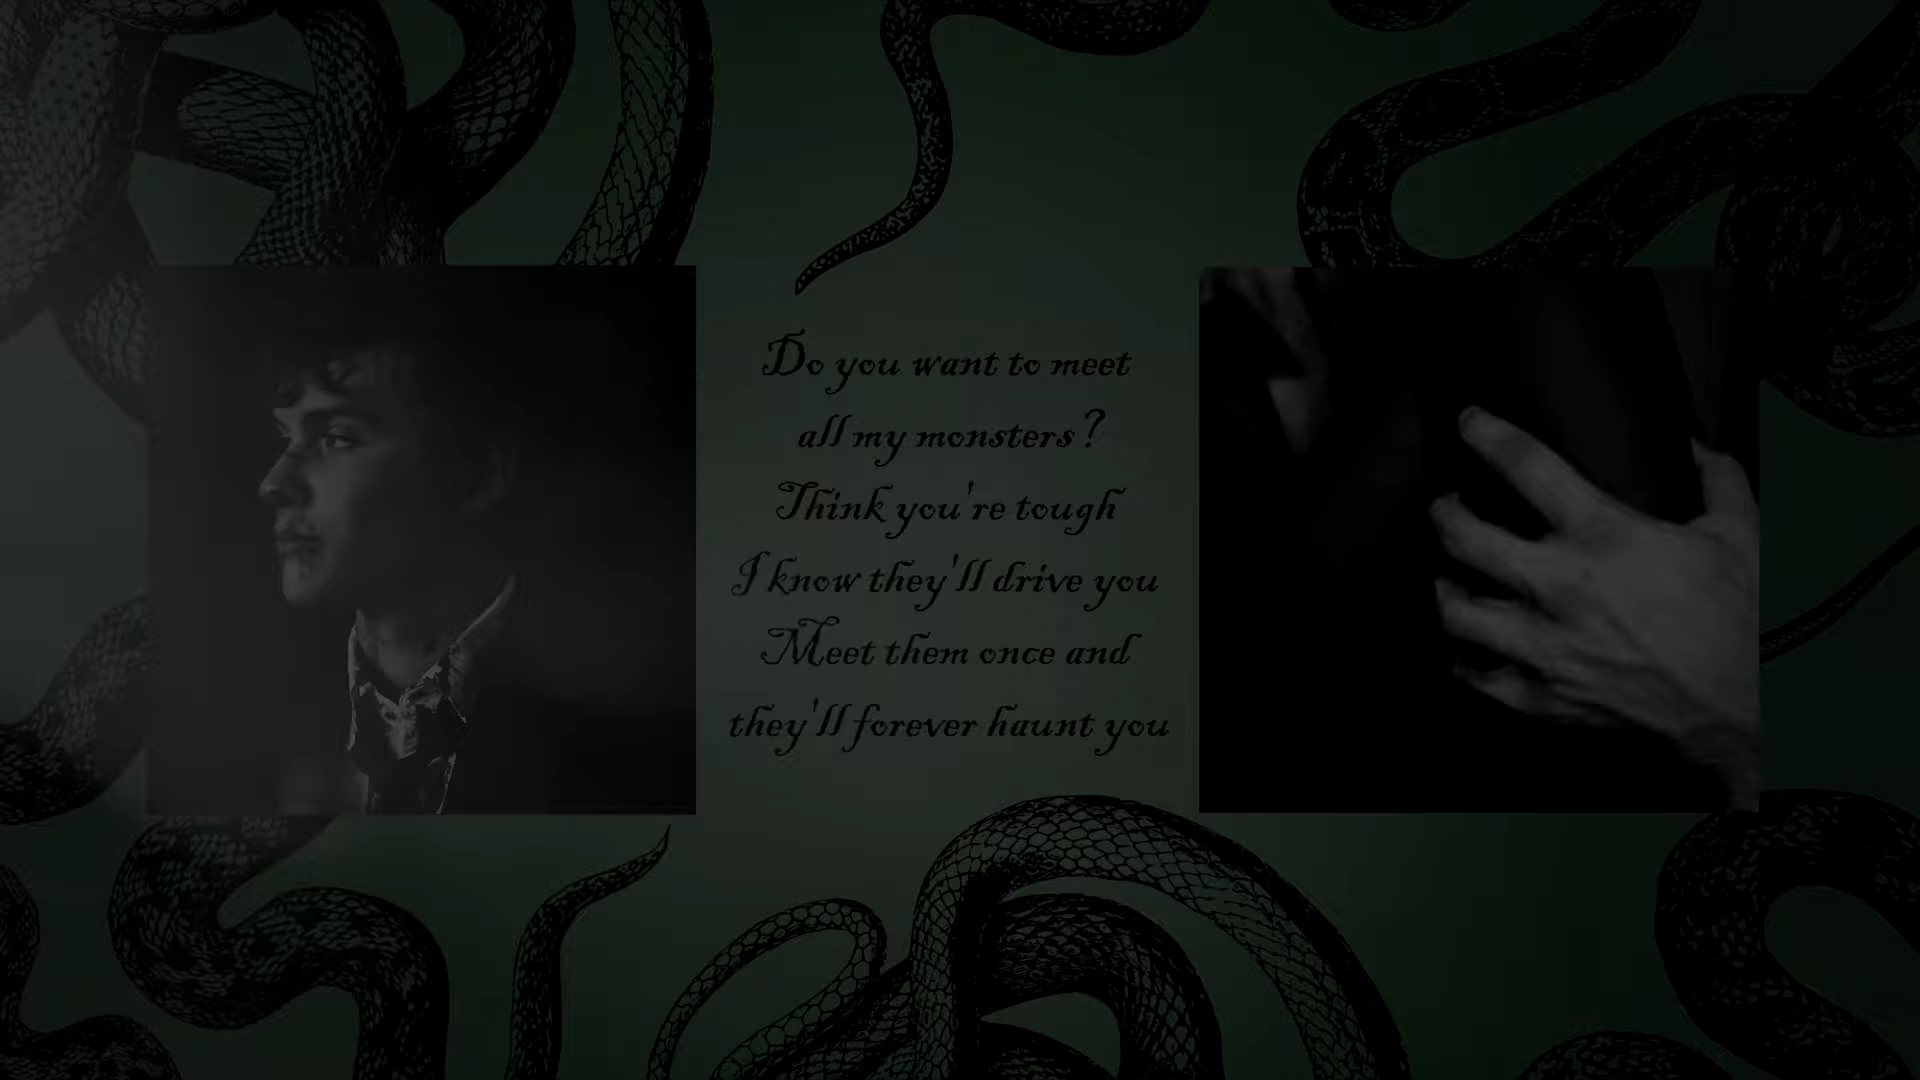 Do you want to meet
all my monsters?
Think you're tough
I know they'll drive you
Meet them once and
they'll forever haunt you